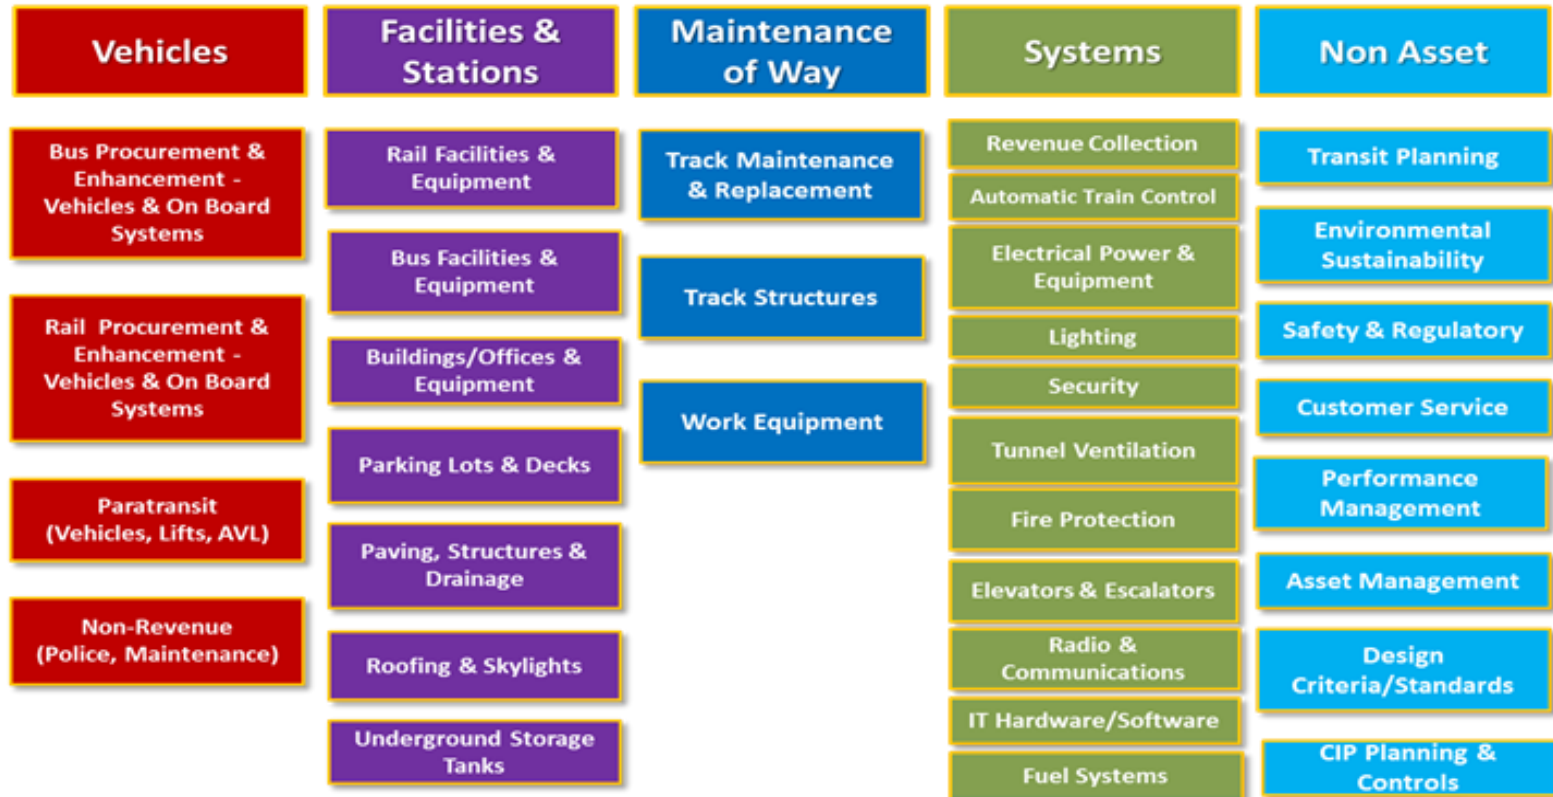 Vehicles
Bus Procurement &
Enhancement -
Vehicles & On Board
Systems
Rail Procurement &
Enhancement -
Vehicles & On Board
Systems
Paratransit
(Vehicles, Lifts, AVL)
Non-Revenue
(Police, Maintenance)
Facilities &
Stations
Rail Facilities &
Equipment
Bus Facilities &
Equipment
Buildings/Offices &
Equipment
Parking Lots & Decks
Paving, Structures &
Drainage
Roofing & Skylights
Underground Storage
Tanks
Maintenance
of Way
Track Maintenance
& Replacement
Track Structures
Work Equipment
Systems
Revenue Collection
Automatic Train Control
Electrical Power &
Equipment
Lighting
Security
Tunnel Ventilation
Fire Protection
Elevators & Escalators
Radio &
Communications
IT Hardware/Software
Fuel Systems
Non Asset
Transit Planning
Environmental
Sustainability
Safety & Regulatory
Customer Service
Performance
Management
Asset Management
Design
Criteria/Standards
CIP Planning &
Controls